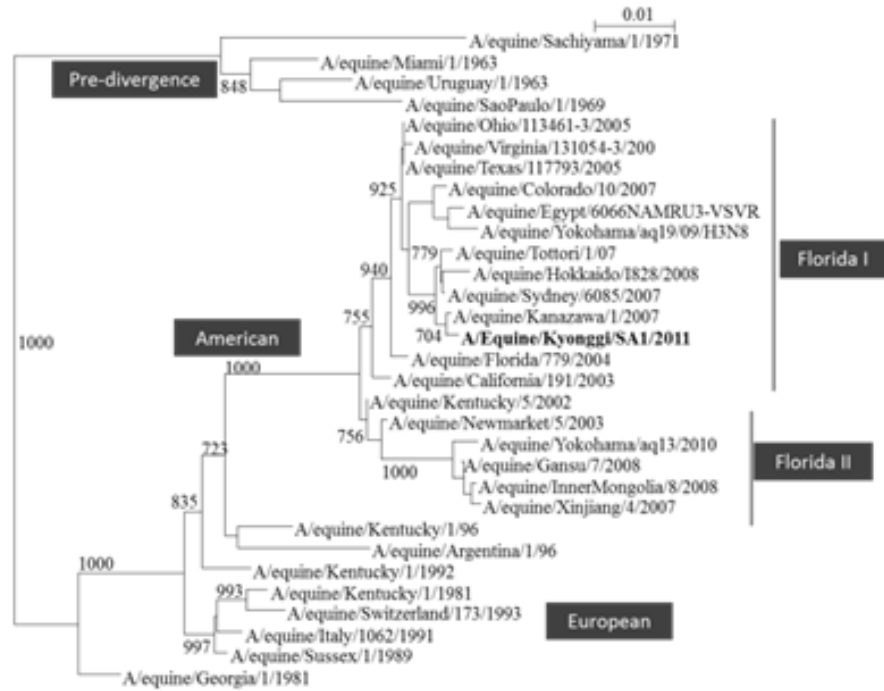 0.01
A/equine/Sachiyama/1/1971
A/equine/Miami/1/1963
Pre-divergence
848
A/equine/Uruguay/1/1963
A/equine/SaoPaulo/1/1969
A/equine/Ohio/113461-3/2005
A/equine/Virginia/131054-3/200
A/equine/Texas/117793/2005
925
A/equine/Colorado/10/2007
A/equine/Egypt/6066NAMRU3-VSVR
A/equine/Yokohama/aq19/09/H3N8
779
A/equine/Tottori/1/07
Florida I
940
A/equine/Hokkaido/I828/2008
A/equine/Sydney/6085/2007
996
A/equine/Kanazawa/1/2007
755
704
A/Equine/Kyonggi/SA1/2011
American
1000
A/equine/Florida/779/2004
1000
A/equine/California/191/2003
A/equine/Kentucky/5/2002
A/equine/Newmarket/5/2003
756
723
A/equine/Yokohama/aq13/2010
Florida II
1000
A/equine/Gansu/7/2008
A/equine/InnerMongolia/8/2008
835
A/equine/Xinjiang/4/2007
A/equine/Kentucky/1/96
A/equine/Argentina/1/96
1000
A/equine/Kentucky/1/1992
993
A/equine/Kentucky/1/1981
A/equine/Switzerland/173/1993
European
A/equine/Italy/1062/1991
997
A/equine/Sussex/1/1989
A/equine/Georgia/1/1981